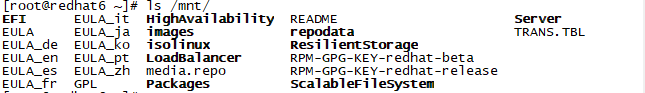 [root@redhat6 ~]# ls /mnt/
EFI EULA_it HighAvailability README Server
EULA EULA_ja images repodata TRANS.TBL
EULA_de EULA_ko isolinux ResilientStorage
EULA_en EULA_pt LoadBalancer RPM-GPG-KEY-redhat-beta
EULA_es EULA_zh media.repo RPM-GPG-KEY-redhat-release
EULA_fr GPL Packages ScalableFileSystem
[root@redhat6 ~]#